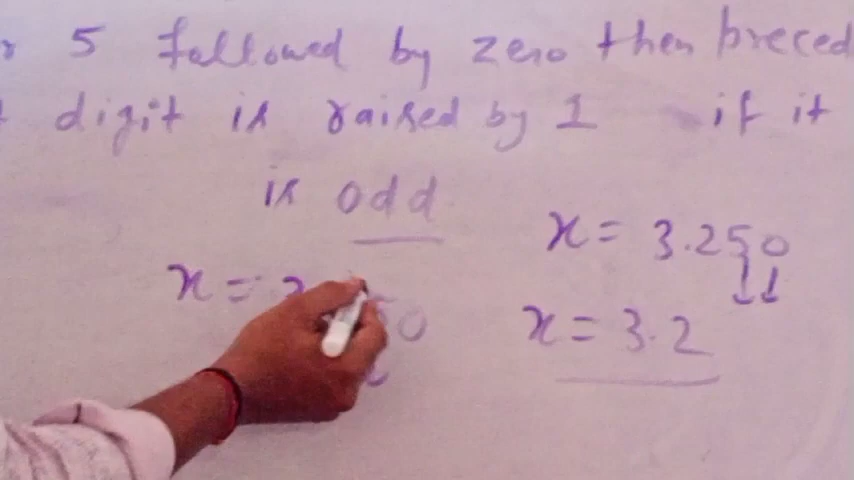 5 followed by zero then preced
digit is raised by 1 if it
is odd
x = 3.250
x =
50
x = 3.2